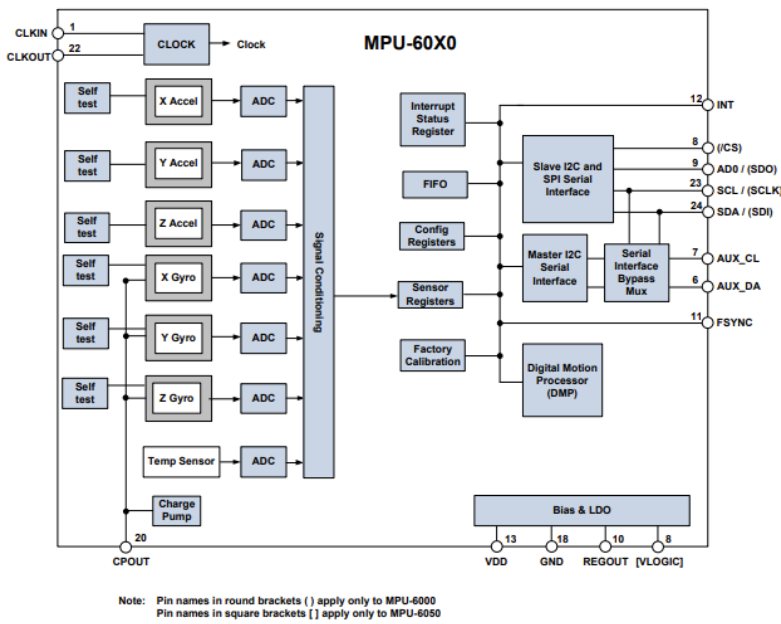 MPU-60X0
CLKIN
1
CLKOUT
22
CLOCK
Clock
Self
test
X Accel
ADC
Self
test
Y Accel
ADC
Self
test
Z Accel
ADC
Self
test
X Gyro
ADC
Self
test
Y Gyro
ADC
Self
test
Z Gyro
ADC
Temp Sensor
ADC
Charge
Pump
20
CPOUT
Signal Conditioning
Interrupt
Status
Register
FIFO
Config
Registers
Sensor
Registers
Factory
Calibration
Slave I2C and
SPI Serial
Interface
Master I2C
Serial
Interface
Serial
Interface
Bypass
Mux
Digital Motion
Processor
(DMP)
12
INT
8
(/CS)
9
AD0 / (SDO)
23
SCL / (SCLK)
24
SDA / (SDI)
7
AUX_CL
6
AUX_DA
11
FSYNC
Bias & LDO
13
VDD
18
GND
10
REGOUT
8
[VLOGIC]
Note: Pin names in round brackets ( ) apply only to MPU-6000
Pin names in square brackets [ ] apply only to MPU-6050